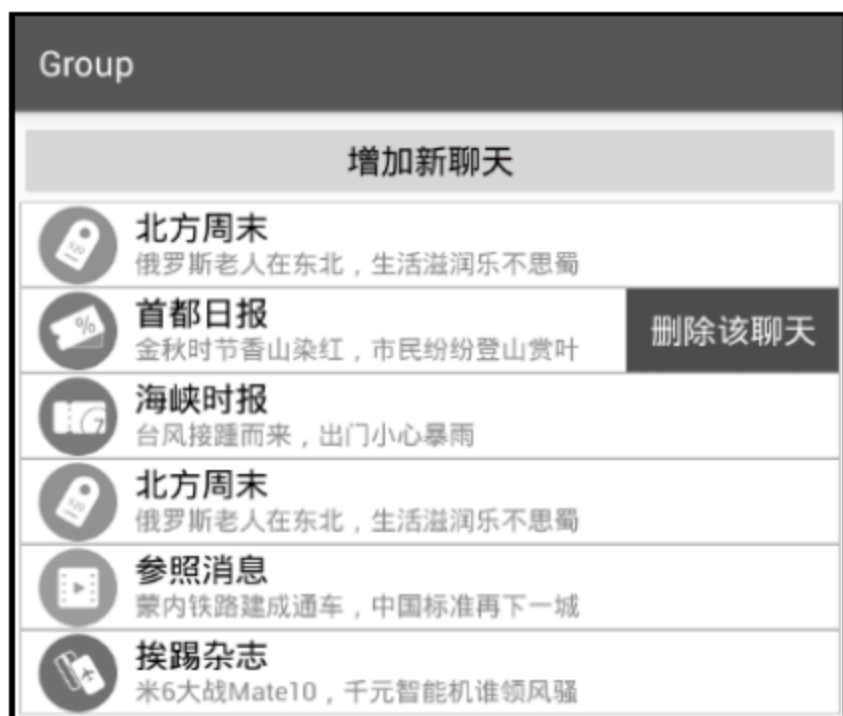 Group
增加新聊天
北方周末
俄罗斯老人在东北，生活滋润乐不思蜀
首都日报
金秋时节香山染红，市民纷纷登山赏叶
删除该聊天
%
海峡时报
台风接踵而来，出门小心暴雨
7
北方周末
俄罗斯老人在东北，生活滋润乐不思蜀
参照消息
蒙内铁路建成通车，中国标准再下一城
挨踢杂志
米6大战Mate10，千元智能机谁领风骚